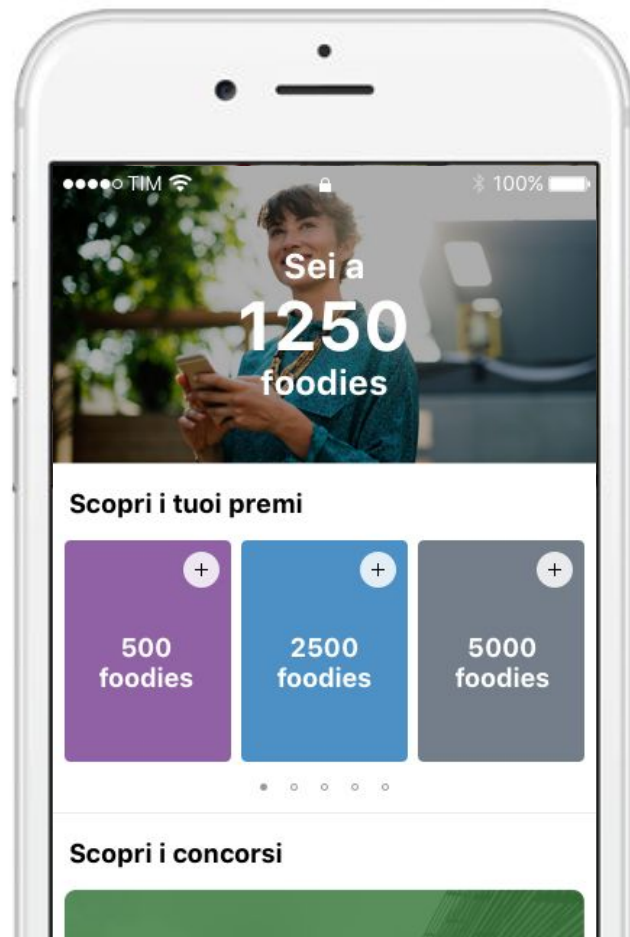 TIM 100%
Sei a
1250
foodies
Scopri i tuoi premi
+ + +
500 2500 5000
foodies foodies foodies
Scopri i concorsi